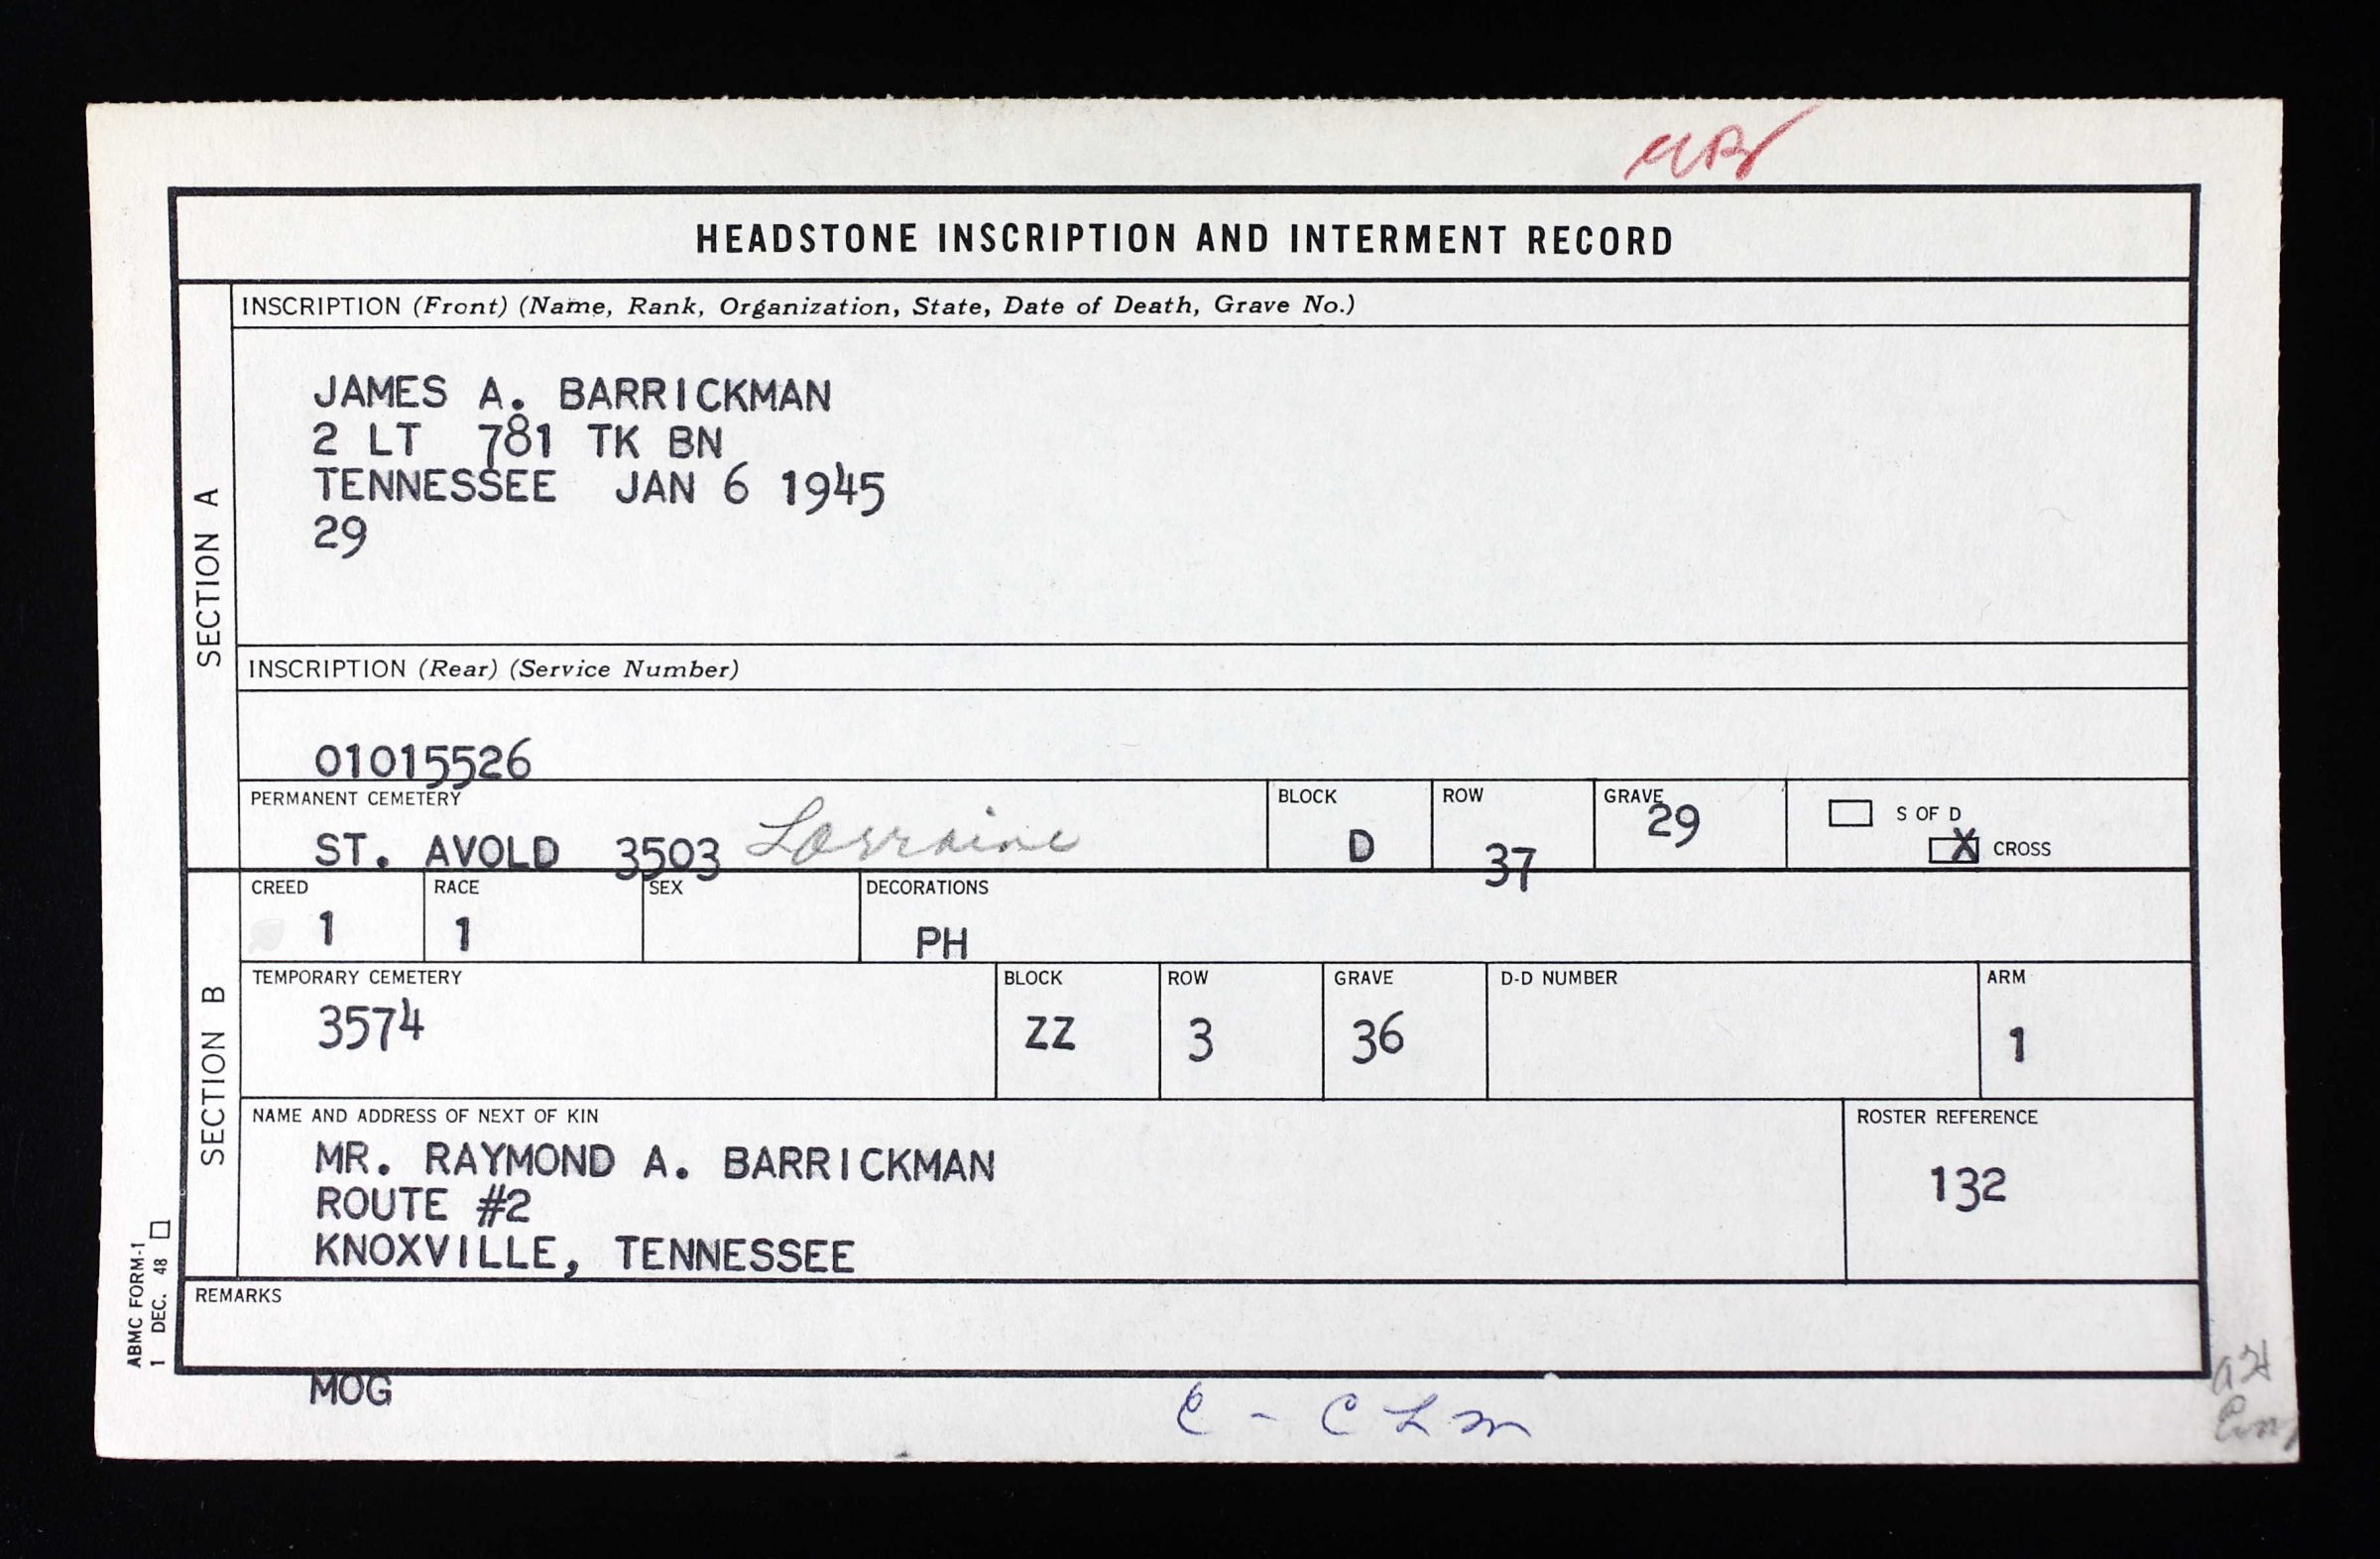 HEADSTONE INSCRIPTION AND INTERMENT RECORD
SECTION A
INSCRIPTION (Front) (Name, Rank, Organization, State, Date of Death, Grave No.)
JAMES A. BARRICKMAN
2 LT 781 TK BN
TENNESSEE JAN 6 1945
29
INSCRIPTION (Rear) (Service Number)
01015526
PERMANENT CEMETERY BLOCK ROW GRAVE
ST. AVOLD 3503 Lorraine D 37 29
S OF D
X CROSS
SECTION B
CREED RACE SEX DECORATIONS
1 1 PH
TEMPORARY CEMETERY BLOCK ROW GRAVE D-D NUMBER ARM
3574 ZZ 3 36 1
NAME AND ADDRESS OF NEXT OF KIN ROSTER REFERENCE
MR. RAYMOND A. BARRICKMAN 132
ROUTE #2
KNOXVILLE, TENNESSEE
REMARKS
ABMC FORM-1
1 DEC. 48
MOG